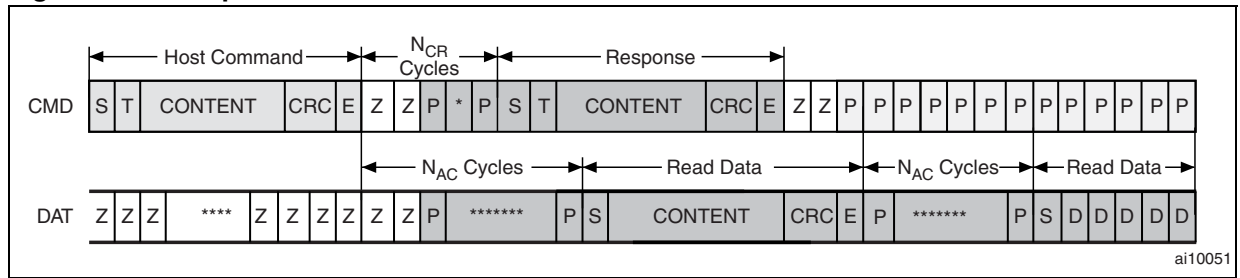 Host Command NCR Cycles Response
CMD S T CONTENT CRC E Z Z P * P S T CONTENT CRC E Z Z P P P P P P P P P P P P P
NAC Cycles Read Data NAC Cycles Read Data
DAT Z Z Z **** Z Z Z Z Z Z P ******* P S CONTENT CRC E P ******* P S D D D D D
ai10051